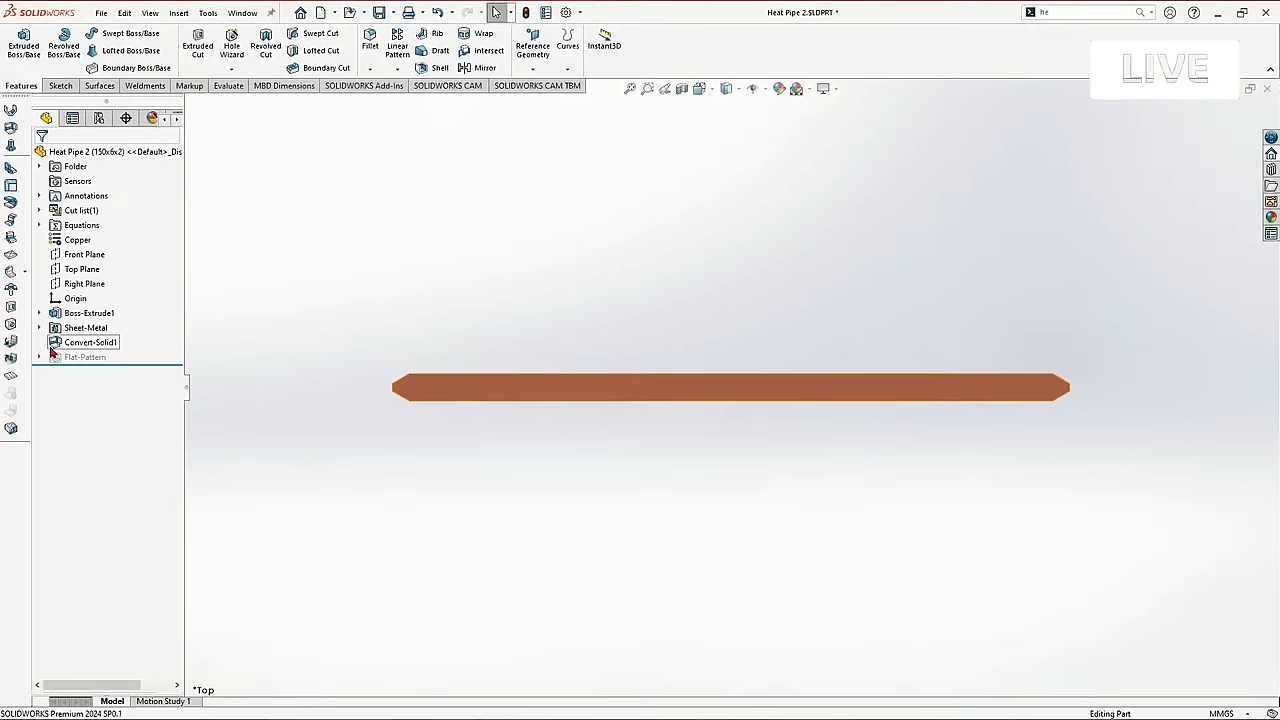 SOLIDWORKS File Edit View Insert Tools Window Heat Pipe 2.SLDPRT * he
Extruded Boss/Base
Revolved Boss/Base
Swept Boss/Base
Lofted Boss/Base
Boundary Boss/Base
Extruded Cut
Hole Wizard
Revolved Cut
Swept Cut
Lofted Cut
Boundary Cut
Fillet
Linear Pattern
Rib
Draft
Shell
Wrap
Intersect
Mirror
Reference Geometry
Curves
Instant3D
LIVE
Features Sketch Surfaces Weldments Markup Evaluate MBD Dimensions SOLIDWORKS Add-Ins SOLIDWORKS CAM SOLIDWORKS CAM TBM
Heat Pipe 2 (150x6x2) <<Default>_Dis
Folder
Sensors
Annotations
Cut list(1)
Equations
Copper
Front Plane
Top Plane
Right Plane
Origin
Boss-Extrude1
Sheet-Metal
Convert-Solid1
Flat-Pattern
*Top
Model Motion Study 1
SOLIDWORKS Premium 2024 SP0.1 Editing Part MMGS